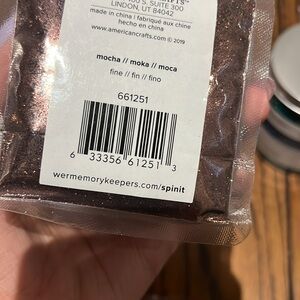 S, SUITE 300
LINDON, UT 84042
made in china | fabriqué aux chine
hecho en china
www.americancrafts.com © 2019
mocha // moka // moca
fine // fin // fino
661251
6 33356 61251 3
wermemorykeepers.com/spinit